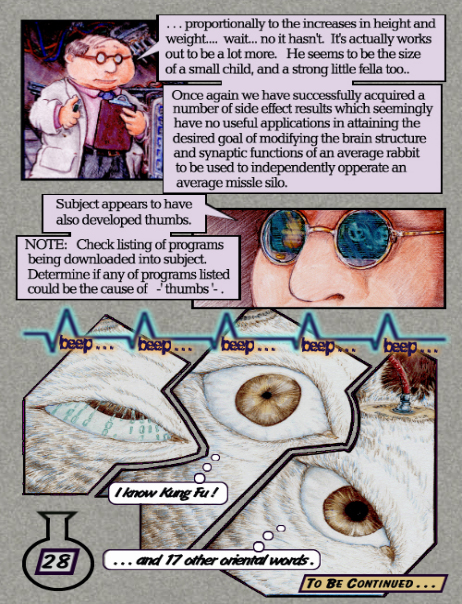 . . . proportionally to the increases in height and
weight.... wait... no it hasn't. It's actually works
out to be a lot more. He seems to be the size
of a small child, and a strong little fella too..
Once again we have successfully acquired a
number of side effect results which seemingly
have no useful applications in attaining the
desired goal of modifying the brain structure
and synaptic functions of an average rabbit
to be used to independently opperate an
average missle silo.
Subject appears to have
also developed thumbs.
NOTE: Check listing of programs
being downloaded into subject.
Determine if any of programs listed
could be the cause of -' thumbs '- .
beep... beep... beep... beep... beep...
I know Kung Fu !
. . . and 17 other oriental words .
28
To Be Continued . . .